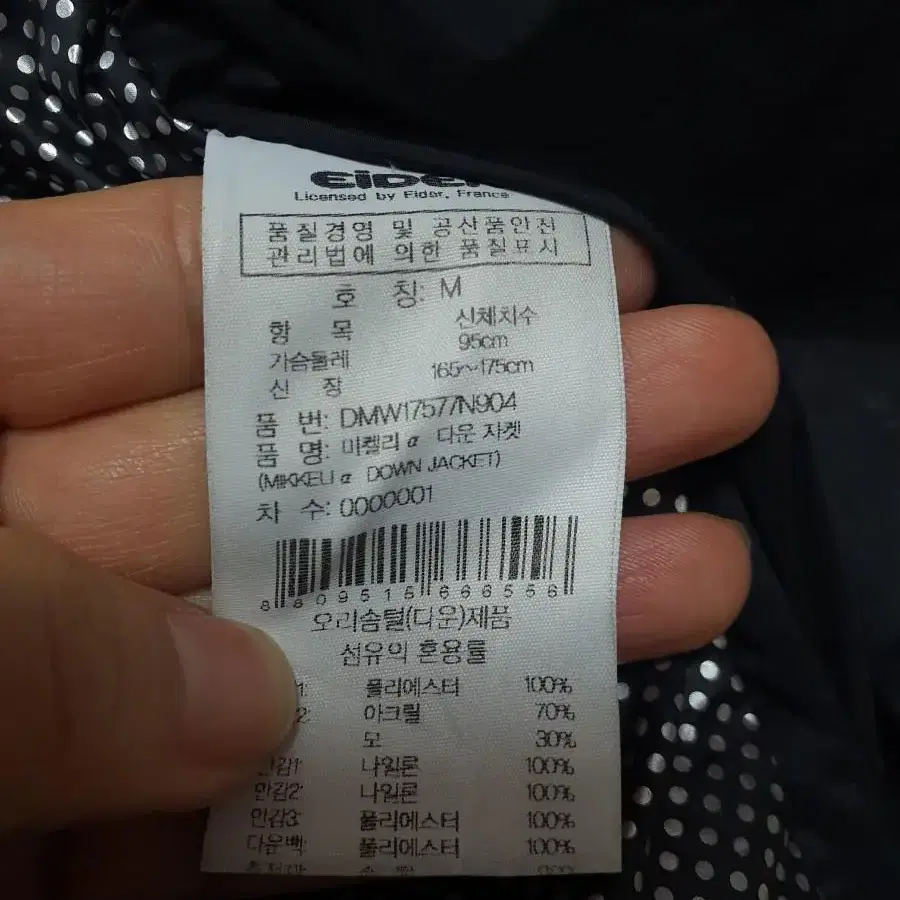 EiDER
Licensed by Eider, France
품질경영 및 공산품안전
관리법에 의한 품질표시
호 칭: M
항 목 신체치수
가슴둘레 95cm
신 장 165~175cm
품 번: DMW17577N904
품 명: 미켈리 α 다운 자켓
(MIKKELI α DOWN JACKET)
차 수: 0000001
8809515666556
오리솜털(다운)제품
섬유의 혼용률
1: 폴리에스터 100%
2: 아크릴 70%
모 30%
안감1: 나일론 100%
안감2: 나일론 100%
안감3: 폴리에스터 100%
다운백: 폴리에스터 100%